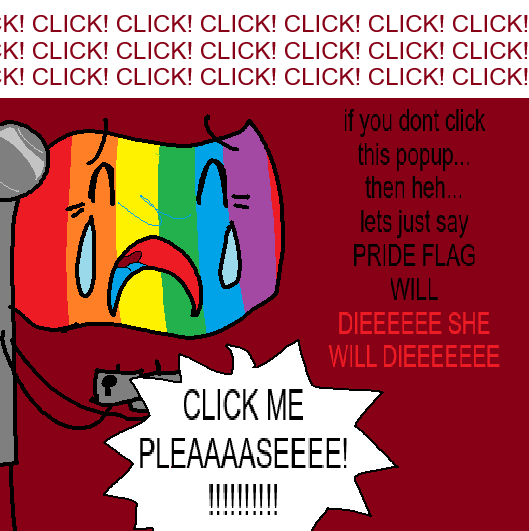 K! CLICK! CLICK! CLICK! CLICK! CLICK! CLICK!
K! CLICK! CLICK! CLICK! CLICK! CLICK! CLICK!
K! CLICK! CLICK! CLICK! CLICK! CLICK! CLICK!
if you dont click
this popup...
then heh...
lets just say
PRIDE FLAG
WILL
DIEEEEEE SHE
WILL DIEEEEEEE
CLICK ME
PLEAAAASEEEE!
!!!!!!!!!!